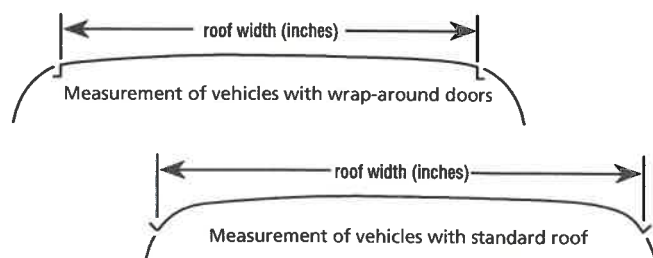 roof width (inches)
Measurement of vehicles with wrap-around doors
roof width (inches)
Measurement of vehicles with standard roof